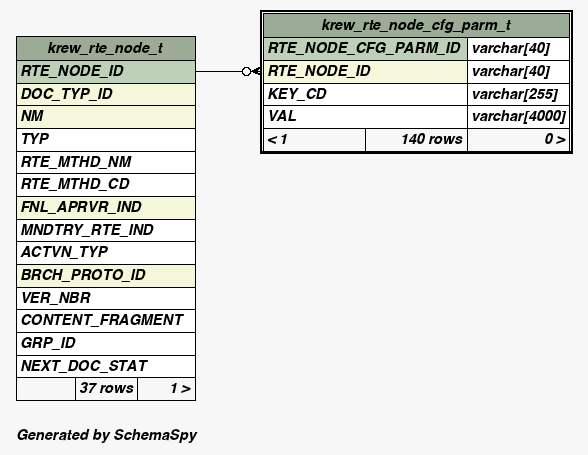 krew_rte_node_t
RTE_NODE_ID
DOC_TYP_ID
NM
TYP
RTE_MTHD_NM
RTE_MTHD_CD
FNL_APRVR_IND
MNDTRY_RTE_IND
ACTVN_TYP
BRCH_PROTO_ID
VER_NBR
CONTENT_FRAGMENT
GRP_ID
NEXT_DOC_STAT
37 rows 1 >
krew_rte_node_cfg_parm_t
RTE_NODE_CFG_PARM_ID varchar[40]
RTE_NODE_ID varchar[40]
KEY_CD varchar[255]
VAL varchar[4000]
< 1 140 rows 0 >
Generated by SchemaSpy